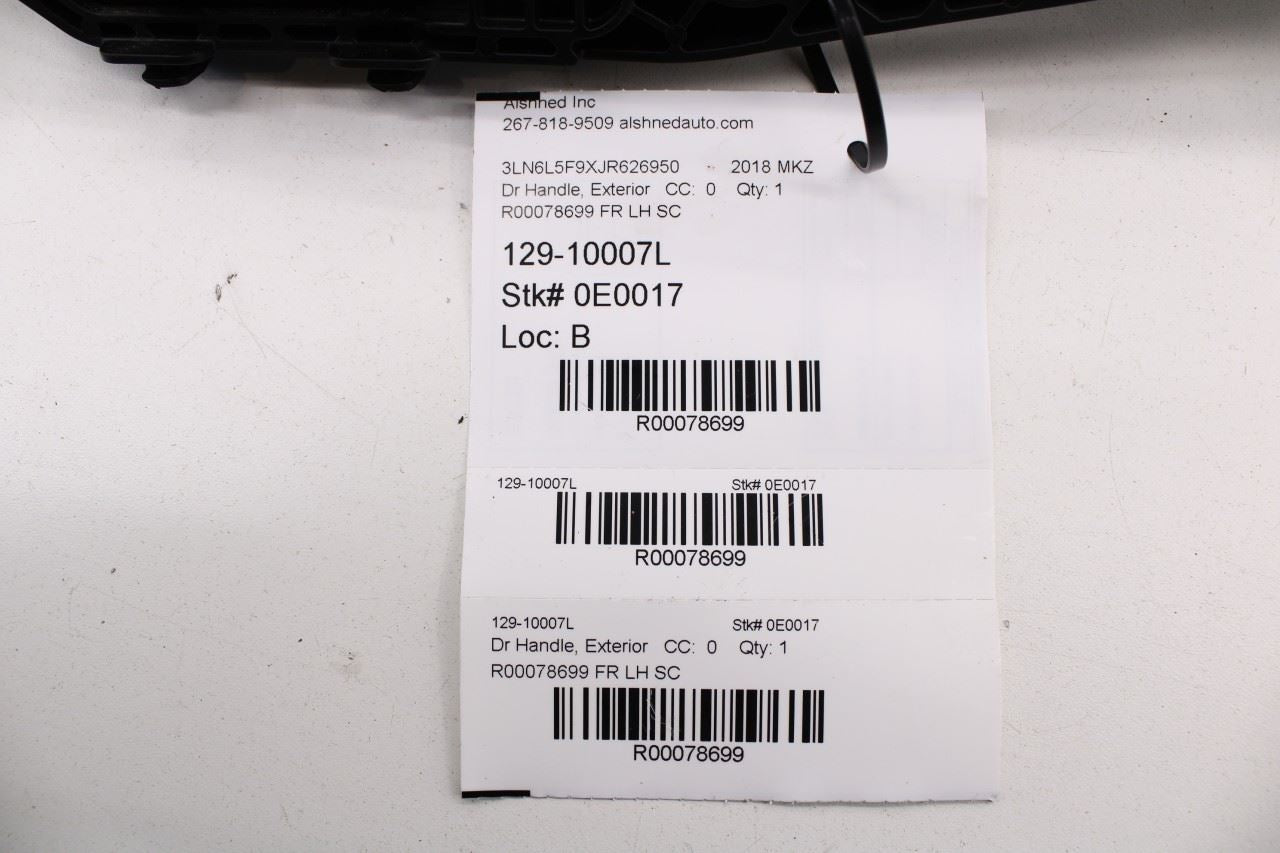 Alshned Inc
267-818-9509 alshnedauto.com
3LN6L5F9XJR626950 - 2018 MKZ
Dr Handle, Exterior CC: 0 Qty: 1
R00078699 FR LH SC
129-10007L
Stk# 0E0017
Loc: B
R00078699
129-10007L Stk# 0E0017
R00078699
129-10007L Stk# 0E0017
Dr Handle, Exterior CC: 0 Qty: 1
R00078699 FR LH SC
R00078699